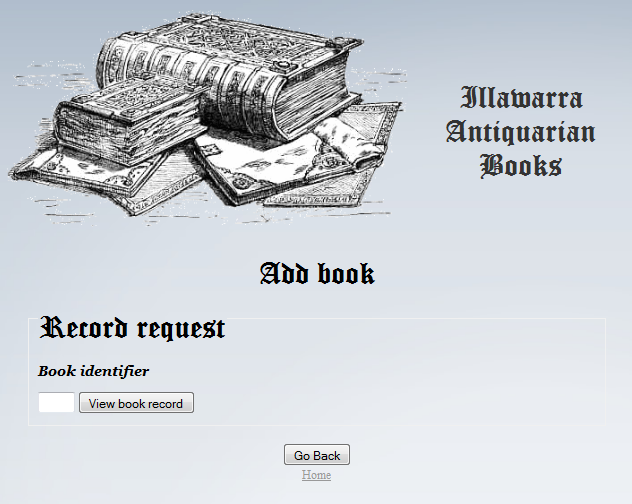 Illawarra
Antiquarian
Books
Add book
Record request
Book identifier
View book record
Go Back
Home